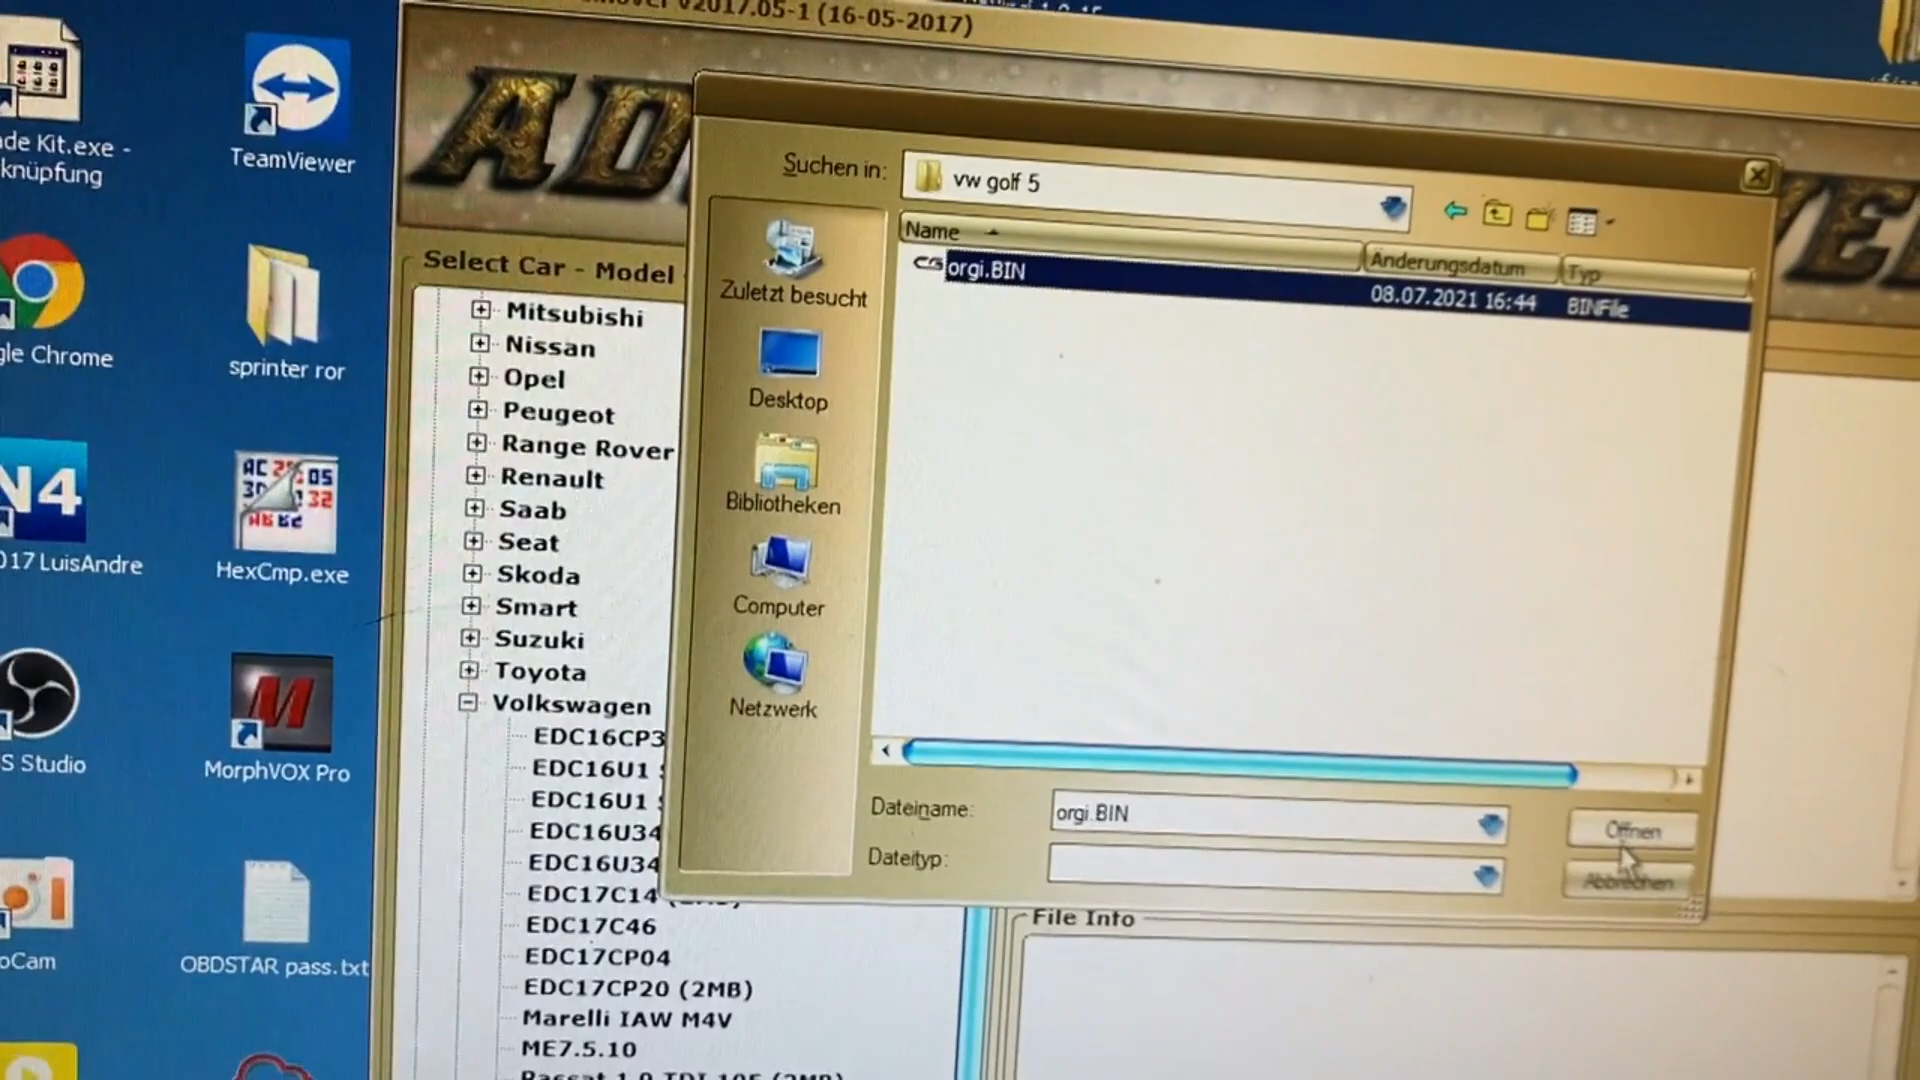 v2017.05-1 (16-05-2017)
AD
Suchen in:
vw golf 5
Name
Änderungsdatum
Typ
orgi.BIN
08.07.2021 16:44
BINFile
Zuletzt besucht
Desktop
Bibliotheken
Computer
Netzwerk
Dateiname:
orgi.BIN
Öffnen
Dateityp:
Abbrechen
Select Car - Model
Mitsubishi
Nissan
Opel
Peugeot
Range Rover
Renault
Saab
Seat
Skoda
Smart
Suzuki
Toyota
Volkswagen
EDC16CP3
EDC16U1
EDC16U1
EDC16U34
EDC16U34
EDC17C14
EDC17C46
EDC17CP04
EDC17CP20 (2MB)
Marelli IAW M4V
ME7.5.10
File Info
de Kit.exe -
knüpfung
TeamViewer
gle Chrome
sprinter ror
N4
017 LuisAndre
HexCmp.exe
S Studio
M
MorphVOX Pro
oCam
OBDSTAR pass.txt